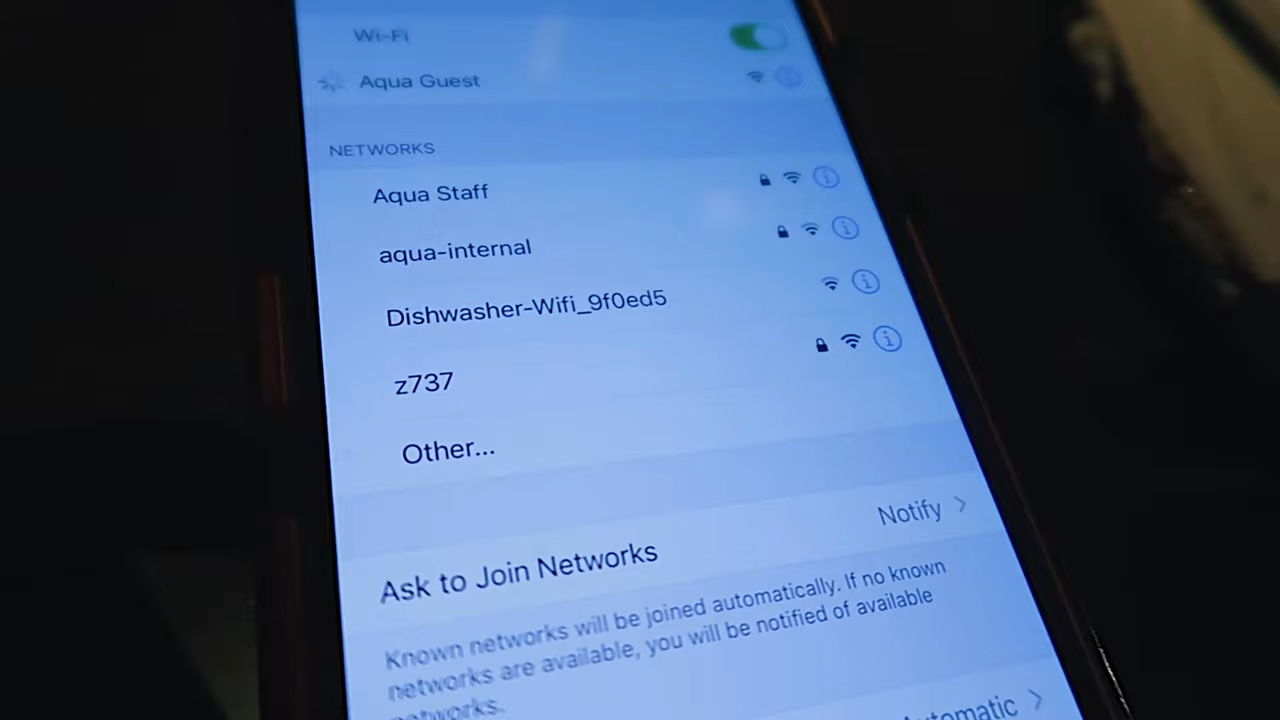 Wi-Fi
Aqua Guest
NETWORKS
Aqua Staff
aqua-internal
Dishwasher-Wifi_9f0ed5
z737
Other...
Ask to Join Networks Notify
Known networks will be joined automatically. If no known
networks are available, you will be notified of available
networks.
Automatic